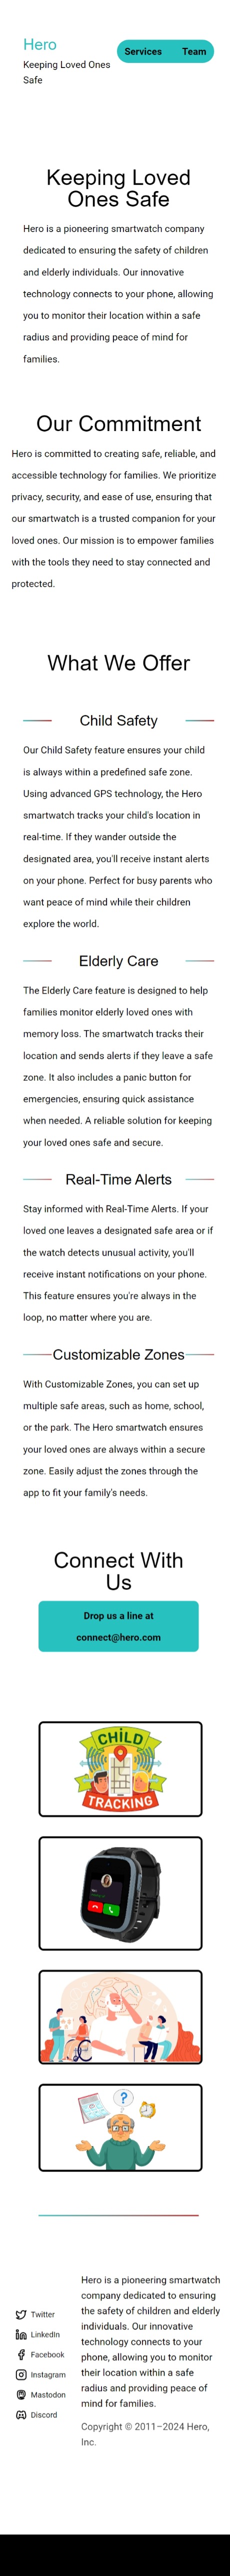 Hero
Keeping Loved Ones
Safe
Services Team
Keeping Loved
Ones Safe
Hero is a pioneering smartwatch company
dedicated to ensuring the safety of children
and elderly individuals. Our innovative
technology connects to your phone, allowing
you to monitor their location within a safe
radius and providing peace of mind for
families.
Our Commitment
Hero is committed to creating safe, reliable, and
accessible technology for families. We prioritize
privacy, security, and ease of use, ensuring that
our smartwatch is a trusted companion for your
loved ones. Our mission is to empower families
with the tools they need to stay connected and
protected.
What We Offer
Child Safety
Our Child Safety feature ensures your child
is always within a predefined safe zone.
Using advanced GPS technology, the Hero
smartwatch tracks your child's location in
real-time. If they wander outside the
designated area, you'll receive instant alerts
on your phone. Perfect for busy parents who
want peace of mind while their children
explore the world.
Elderly Care
The Elderly Care feature is designed to help
families monitor elderly loved ones with
memory loss. The smartwatch tracks their
location and sends alerts if they leave a safe
zone. It also includes a panic button for
emergencies, ensuring quick assistance
when needed. A reliable solution for keeping
your loved ones safe and secure.
Real-Time Alerts
Stay informed with Real-Time Alerts. If your
loved one leaves a designated safe area or if
the watch detects unusual activity, you'll
receive instant notifications on your phone.
This feature ensures you're always in the
loop, no matter where you are.
Customizable Zones
With Customizable Zones, you can set up
multiple safe areas, such as home, school,
or the park. The Hero smartwatch ensures
your loved ones are always within a secure
zone. Easily adjust the zones through the
app to fit your family's needs.
Connect With
Us
Drop us a line at
connect@hero.com
CHILD
TRACKING
?
Twitter
LinkedIn
Facebook
Instagram
Mastodon
Discord
Hero is a pioneering smartwatch
company dedicated to ensuring
the safety of children and elderly
individuals. Our innovative
technology connects to your
phone, allowing you to monitor
their location within a safe
radius and providing peace of
mind for families.
Copyright © 2011–2024 Hero,
Inc.